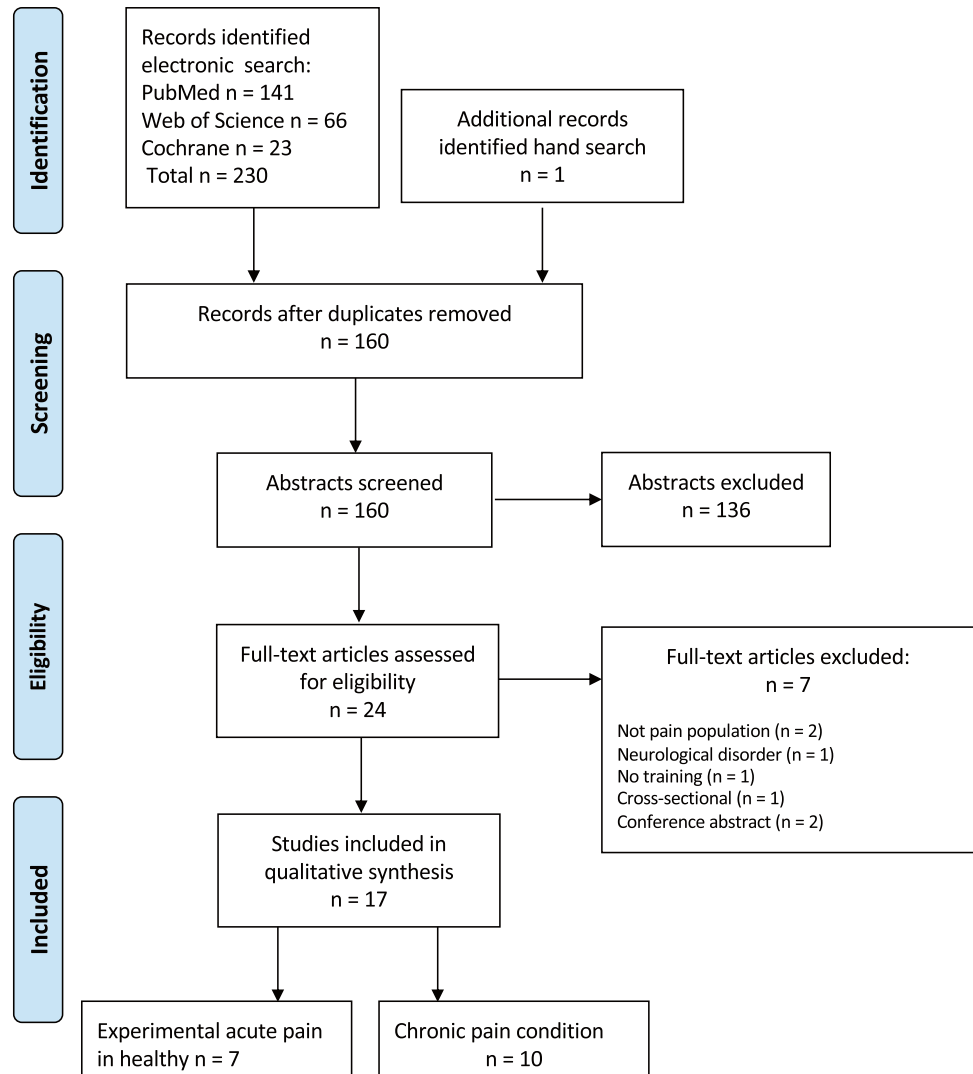 Identification
Records identified
electronic search:
PubMed n = 141
Web of Science n = 66
Cochrane n = 23
Total n = 230
Additional records
identified hand search
n = 1
Screening
Records after duplicates removed
n = 160
Abstracts screened
n = 160
Abstracts excluded
n = 136
Eligibility
Full-text articles assessed
for eligibility
n = 24
Full-text articles excluded:
n = 7
Not pain population (n = 2)
Neurological disorder (n = 1)
No training (n = 1)
Cross-sectional (n = 1)
Conference abstract (n = 2)
Included
Studies included in
qualitative synthesis
n = 17
Experimental acute pain
in healthy n = 7
Chronic pain condition
n = 10